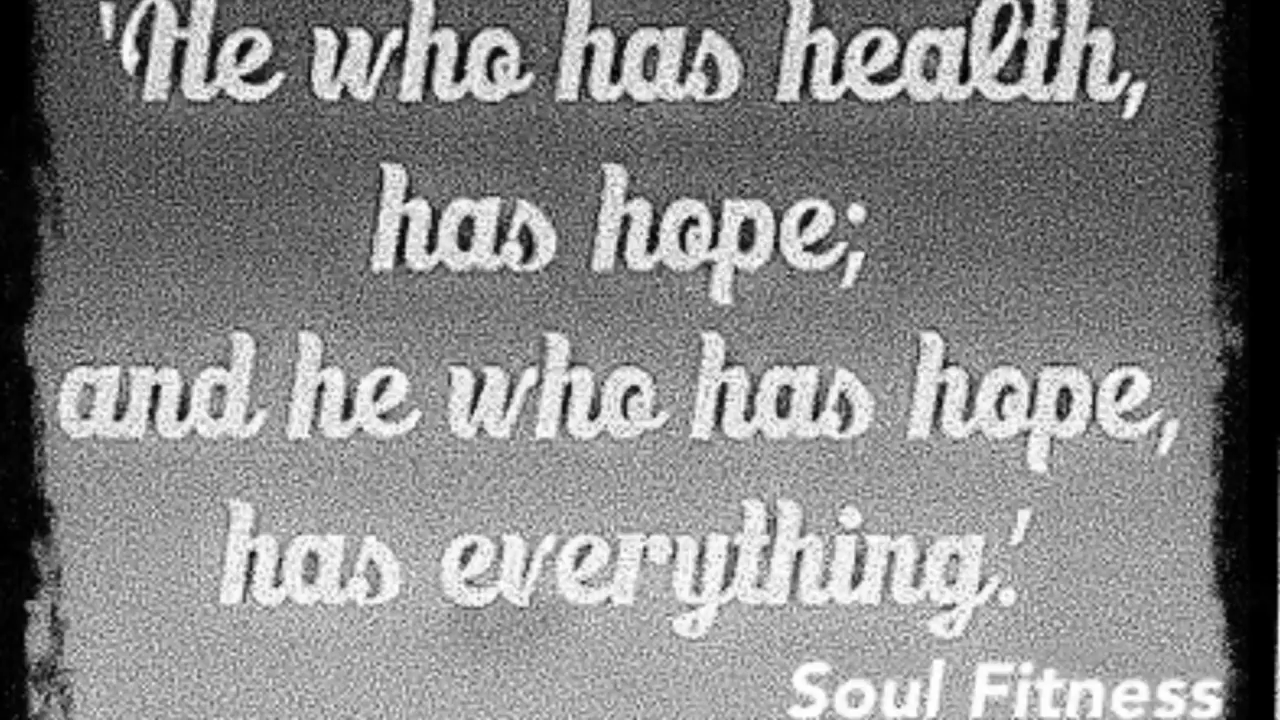 'He who has health,
has hope;
and he who has hope,
has everything.'
Soul Fitness